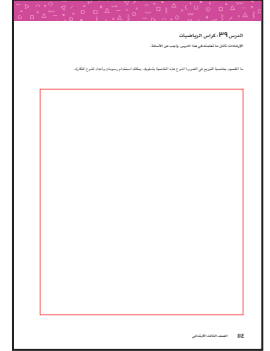 الدرس ٣٩: كراس الرياضيات
الإرشادات: تأمل ما تعلمته في هذا الدرس. وأجب عن الأسئلة.
ما المقصود بخاصية التوزيع في الضرب؟ اشرح هذه الخاصية بأسلوبك. يمكنك استخدام رسومات وأعداد لشرح أفكارك.
الصف الثالث الابتدائي